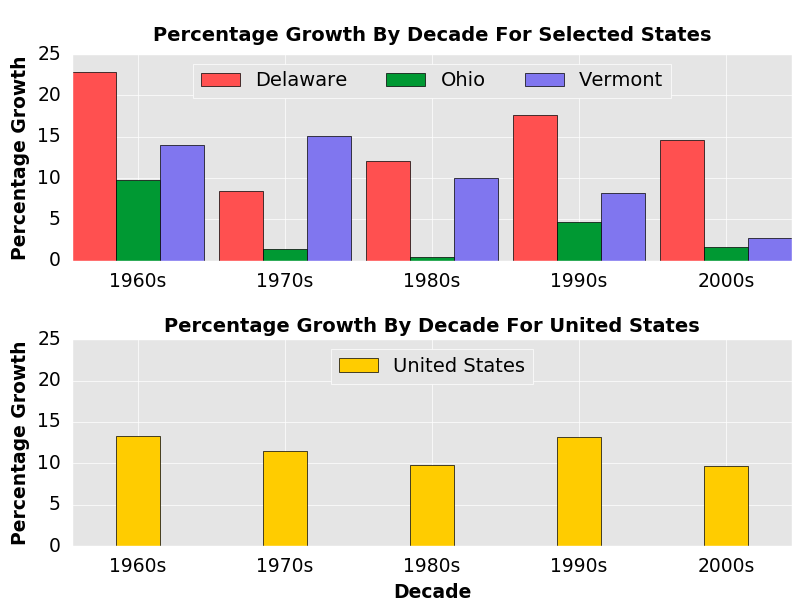 Percentage Growth By Decade For Selected States
Percentage Growth
25
20
15
10
5
0
Delaware Ohio Vermont
1960s 1970s 1980s 1990s 2000s
Percentage Growth By Decade For United States
Percentage Growth
25
20
15
10
5
0
United States
1960s 1970s 1980s 1990s 2000s
Decade